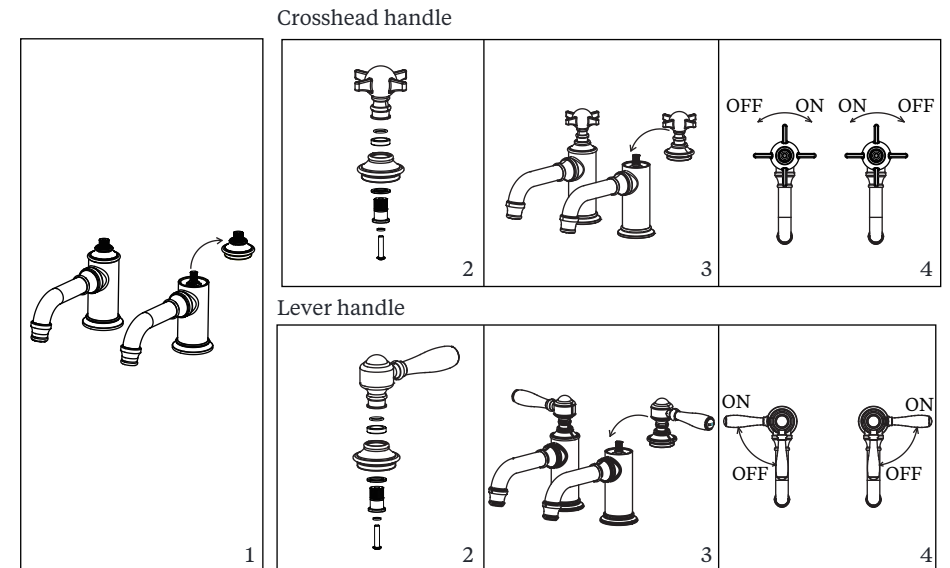 Crosshead handle
OFF ON ON OFF
1
2
3
4
Lever handle
ON ON
OFF OFF
2
3
4